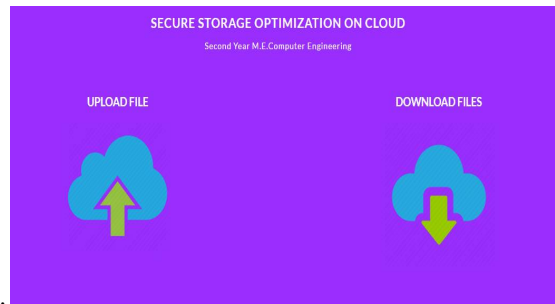 SECURE STORAGE OPTIMIZATION ON CLOUD
Second Year M.E.Computer Engineering
UPLOAD FILE
DOWNLOAD FILES